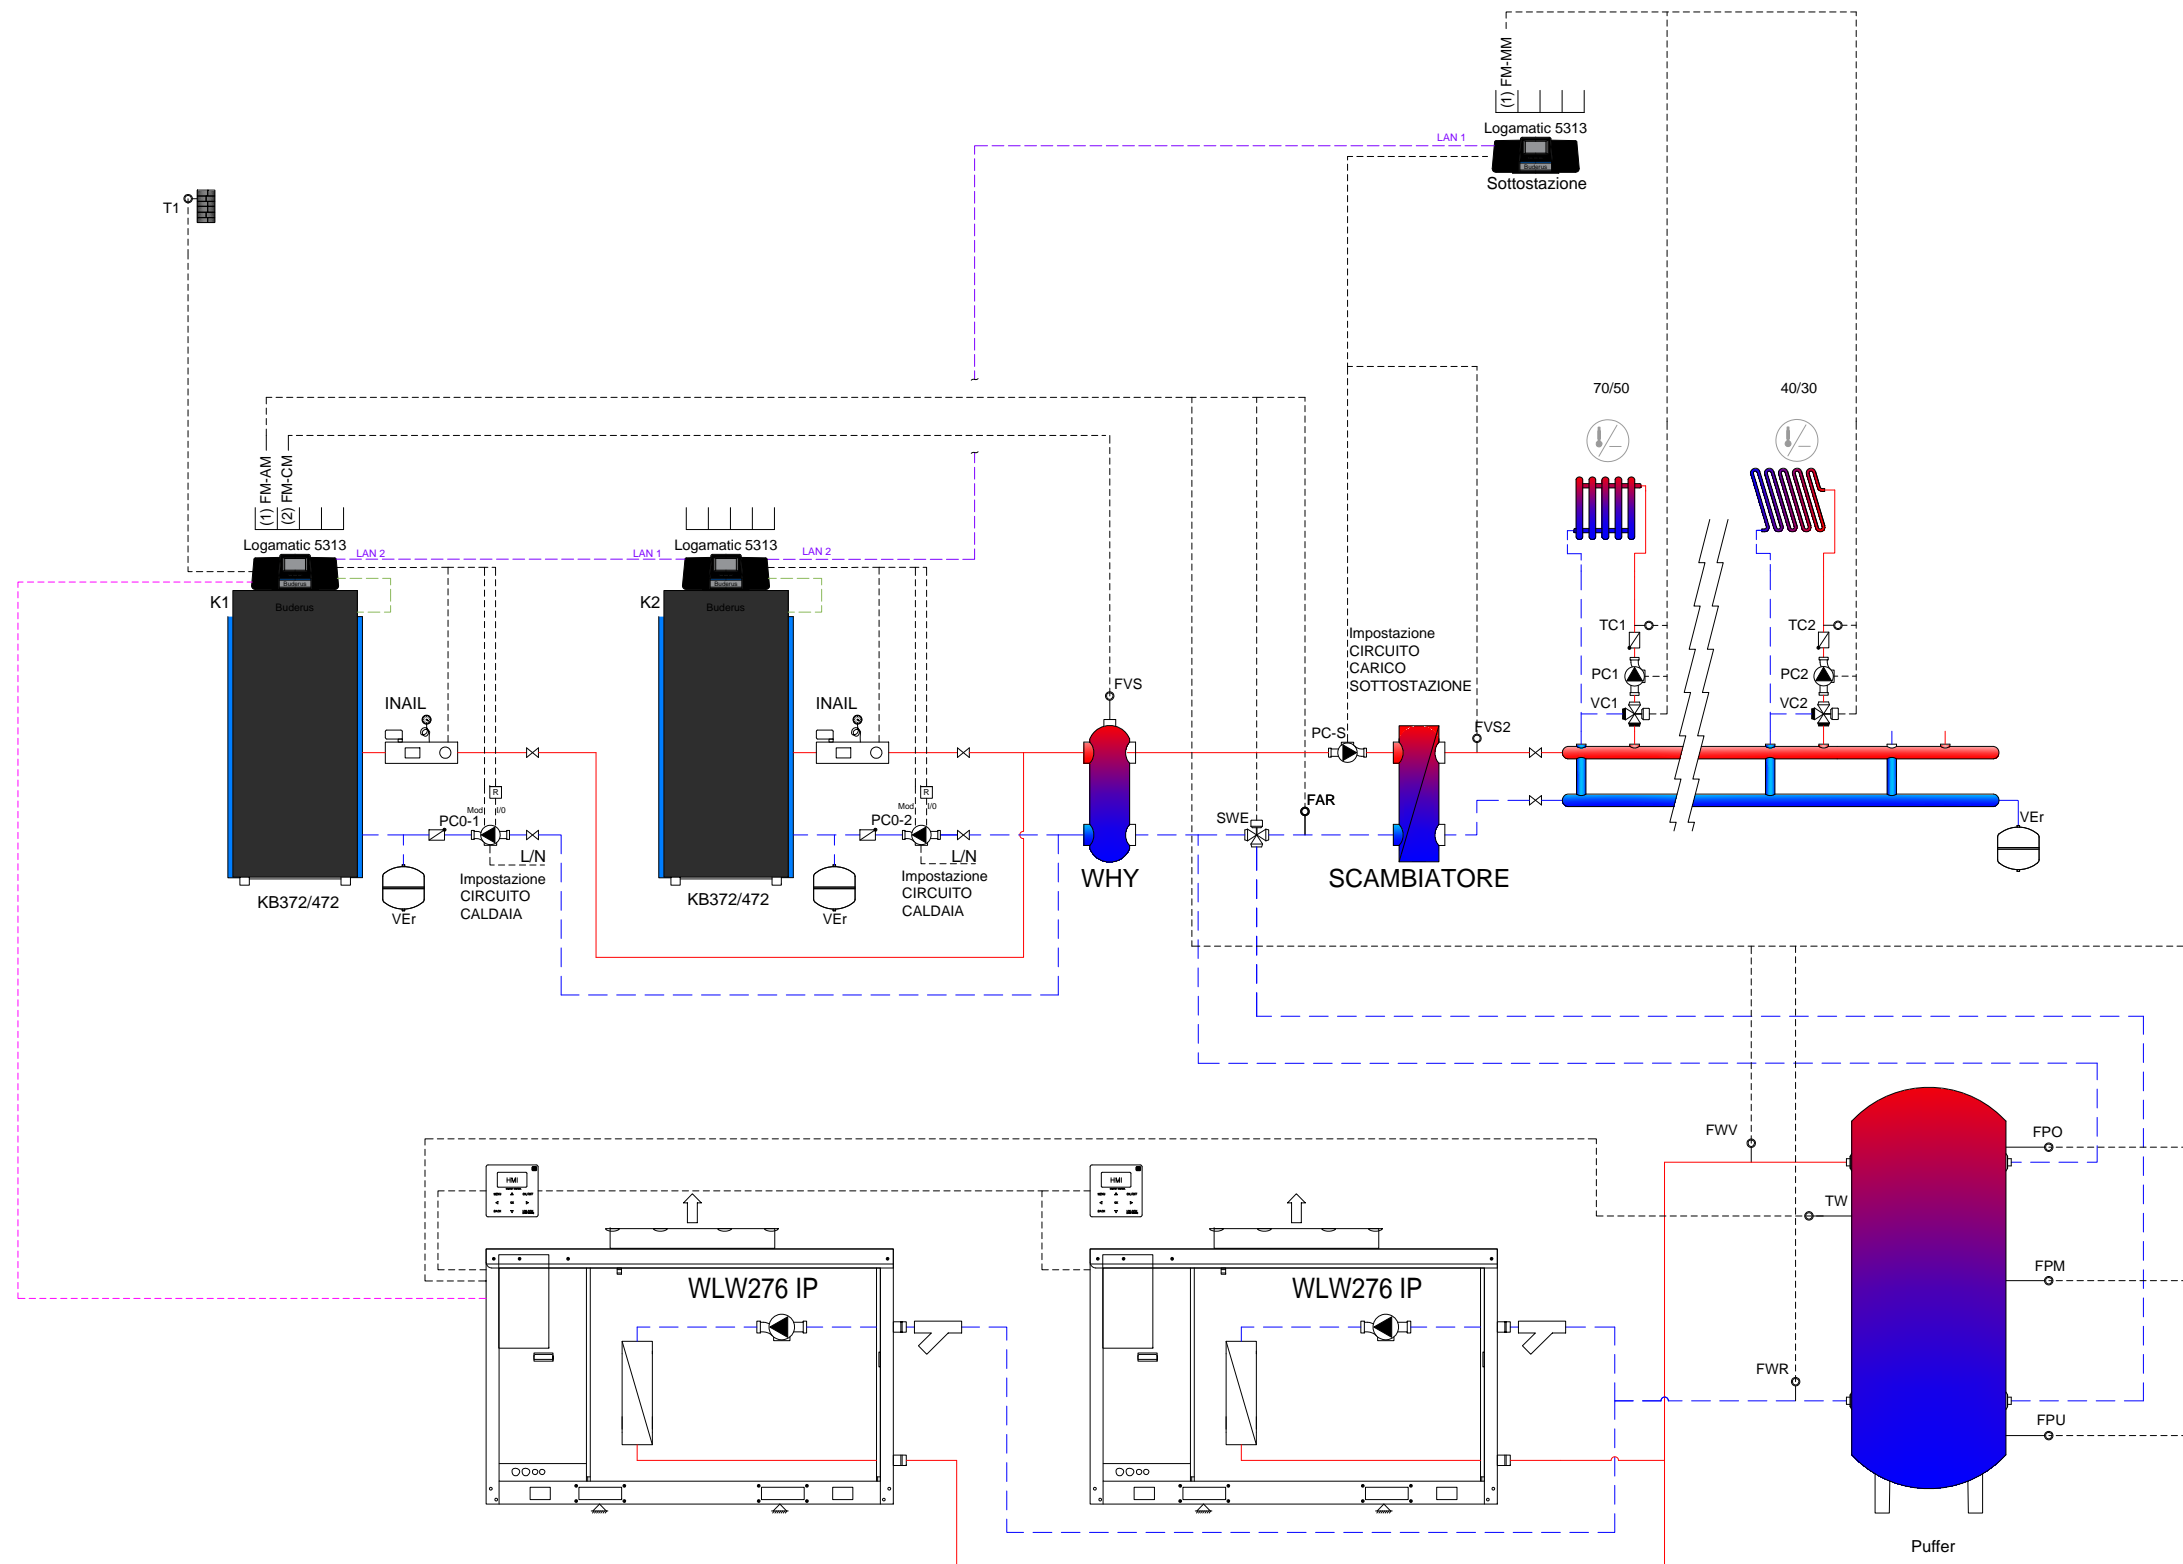 (1) FM-MM
Logamatic 5313
LAN 1
Buderus
Sottostazione
T1
70/50
40/30
(1) FM-AM
(2) FM-CM
Logamatic 5313
LAN 2
LAN 1
Logamatic 5313
LAN 2
Buderus
Buderus
K1
Buderus
K2
Buderus
TC1
TC2
Impostazione
CIRCUITO
CARICO
SOTTOSTAZIONE
PC1
PC2
FVS
VC1
VC2
INAIL
INAIL
PC-S
FVS2
R
R
FAR
Mod
I/0
Mod
I/0
PC0-1
PC0-2
SWE
VEr
L/N
L/N
WHY
SCAMBIATORE
Impostazione
CIRCUITO
CALDAIA
Impostazione
CIRCUITO
CALDAIA
KB372/472
KB372/472
VEr
VEr
FWV
FPO
HMI
HMI
TW
FPM
WLW276 IP
WLW276 IP
FWR
FPU
Puffer